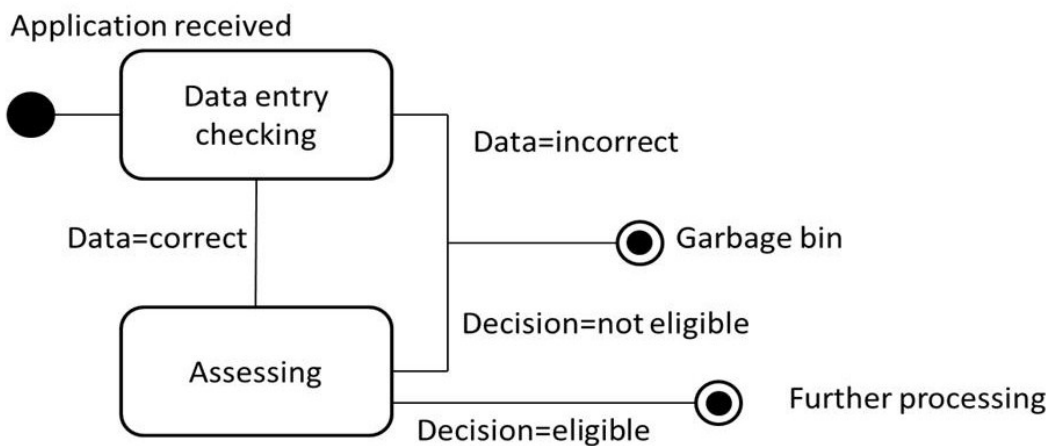 Application received
Data entry
checking
Data=incorrect
Data=correct
Garbage bin
Decision=not eligible
Assessing
Further processing
Decision=eligible